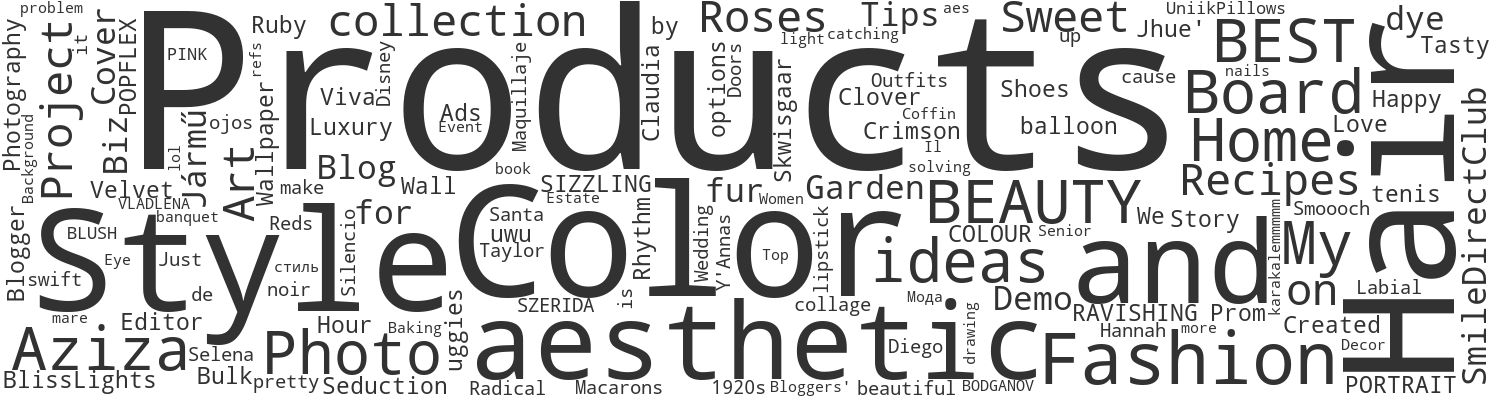 Products
Hair
Style
Color
and
aesthetic
Fashion
Photo
Aziza
BEAUTY
ideas
My
on
Home.
Board
BEST
Recipes
collection
Roses
Sweet
Tips
dye
Tasty
Happy
Love
tenis
Smoooch
SmileDirectClub
Labial
Created
Decor
PORTRAIT
problem
Photography
Project
it
Cover
POPFLEX
Biz
PINK
Ruby
refs
Wallpaper
Disney
Viva
Luxury
Ads
Event
Maquillaje
by
Claudia
options
Doors
light
catching
aes
Skwisgaar
Outfits
Clover
Coffin
Crimson
Il
solving
Shoes
up
balloon
cause
Jhue'
UniikPillows
nails
Background
ojos
Jármű
lol
Art
Blog
make
Wall
book
SIZZLING
Estate
fur
Women
Garden
We
Story
COLOUR
Senior
Velvet
VLADLENA
banquet
Reds
for
Santa
uwu
Taylor
Rhythm
Wedding
Y'Annas
Top
lipstick
BLUSH
Eye
Just
Blogger
swift
de
стиль
noir
Silencio
mare
Editor
Hour
Baking
uggies
SZERIDA
is
collage
Мода
Demo
RAVISHING
Prom
karakalemmmmm
Hannah
more
drawing
Diego
Selena
BlissLights
Bulk
pretty
Seduction
Radical
Macarons
1920s
Bloggers'
beautiful
BODGANOV